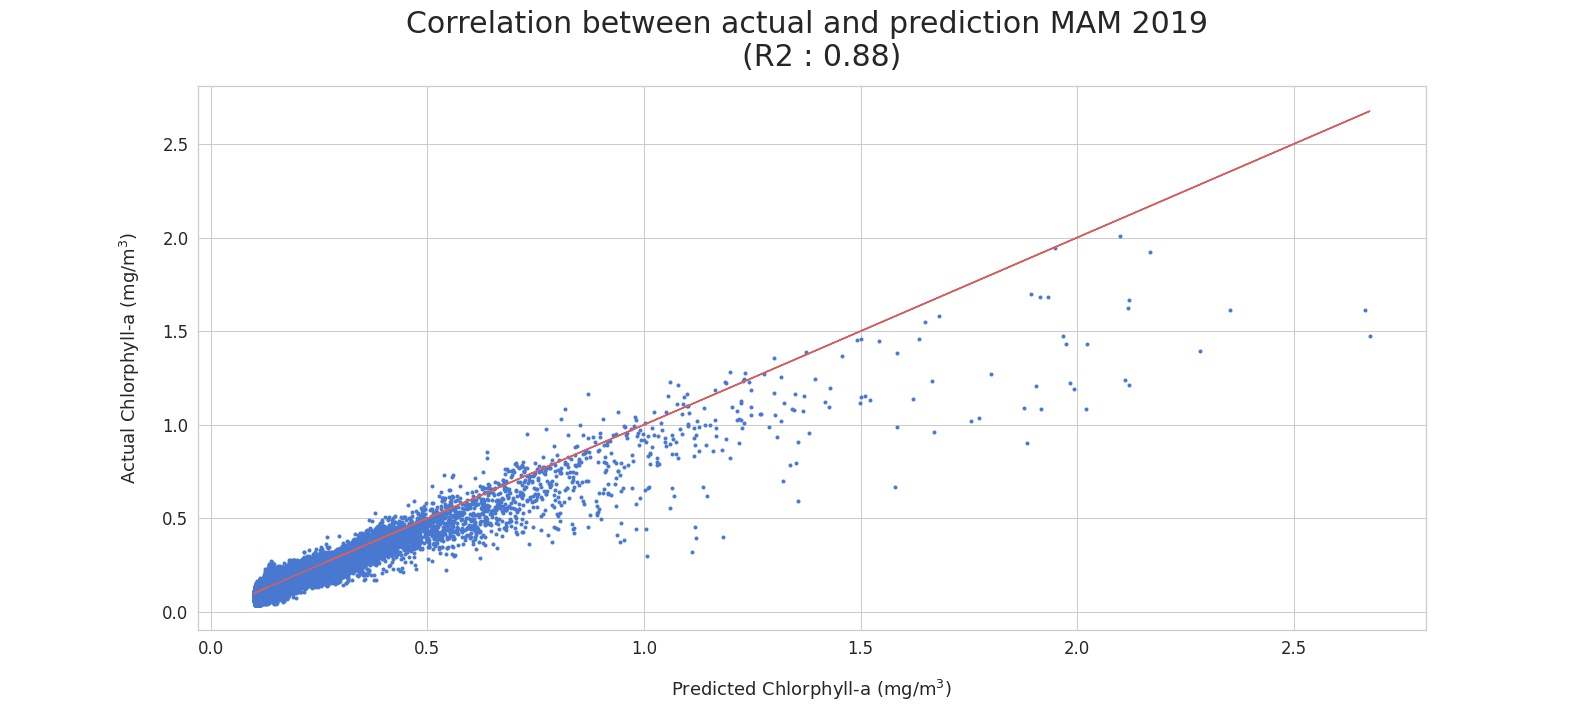 Correlation between actual and prediction MAM 2019
(R2 : 0.88)
Actual Chlorphyll-a (mg/m³)
2.5
2.0
1.5
1.0
0.5
0.0
0.0 0.5 1.0 1.5 2.0 2.5
Predicted Chlorphyll-a (mg/m³)